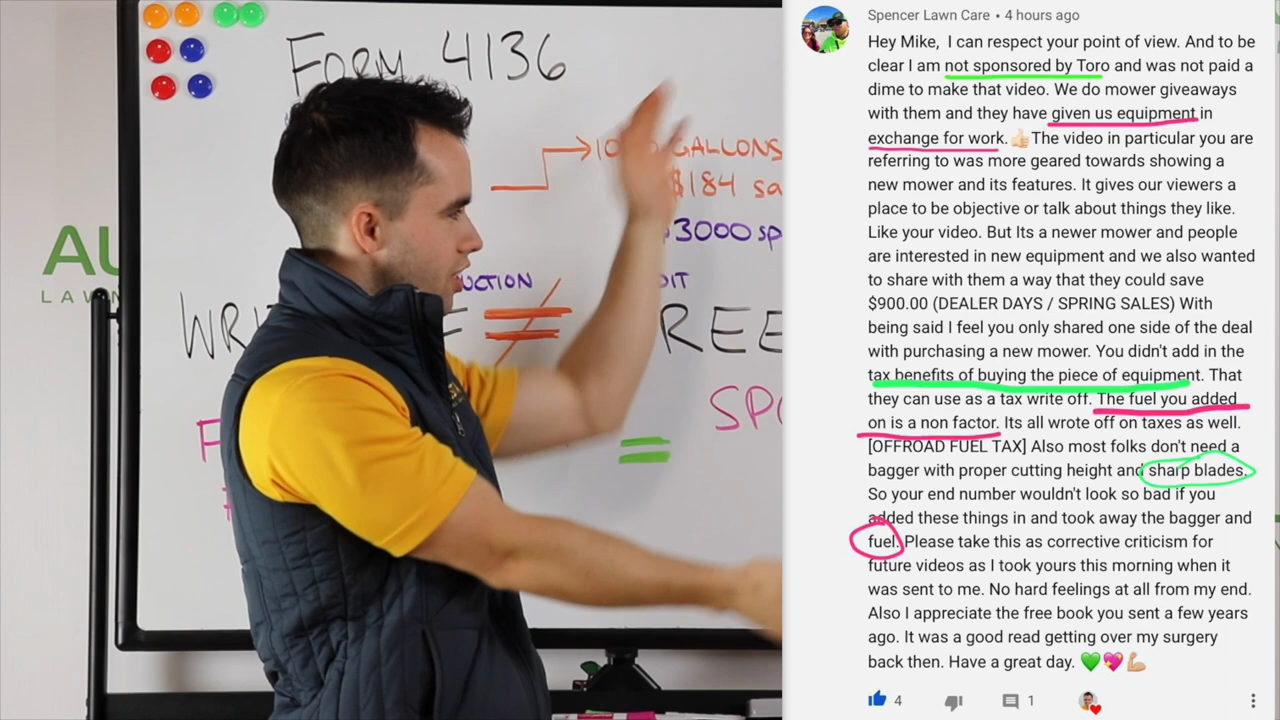 FORM 4136
GALLONS
$184 sa
$3000 sp
AU
LAWN
UCTION
WRI
F ≠
REE
SPO
=
F
Spencer Lawn Care • 4 hours ago
Hey Mike,  I can respect your point of view. And to be
clear I am not sponsored by Toro and was not paid a
dime to make that video. We do mower giveaways
with them and they have given us equipment in
exchange for work.👍🏻The video in particular you are
referring to was more geared towards showing a
new mower and its features. It gives our viewers a
place to be objective or talk about things they like.
Like your video. But Its a newer mower and people
are interested in new equipment and we also wanted
to share with them a way that they could save
$900.00 (DEALER DAYS / SPRING SALES) With
being said I feel you only shared one side of the deal
with purchasing a new mower. You didn't add in the
tax benefits of buying the piece of equipment. That
they can use as a tax write off. The fuel you added
on is a non factor. Its all wrote off on taxes as well.
[OFFROAD FUEL TAX] Also most folks don't need a
bagger with proper cutting height and sharp blades.
So your end number wouldn't look so bad if you
added these things in and took away the bagger and
fuel. Please take this as corrective criticism for
future videos as I took yours this morning when it
was sent to me. No hard feelings at all from my end.
Also I appreciate the free book you sent a few years
ago. It was a good read getting over my surgery
back then. Have a great day. 💚💖💪🏼
4 1